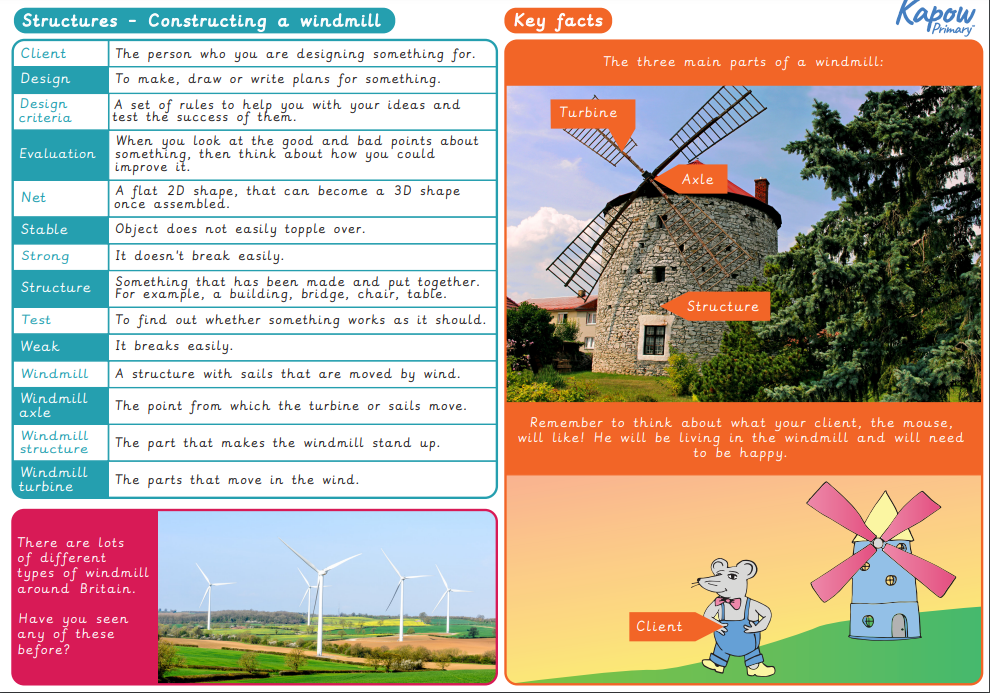 Structures - Constructing a windmill
Client
The person who you are designing something for.
Design
To make, draw or write plans for something.
Design
criteria
A set of rules to help you with your ideas and
test the success of them.
Evaluation
When you look at the good and bad points about
something, then think about how you could
improve it.
Net
A flat 2D shape, that can become a 3D shape
once assembled.
Stable
Object does not easily topple over.
Strong
It doesn't break easily.
Structure
Something that has been made and put together.
For example, a building, bridge, chair, table.
Test
To find out whether something works as it should.
Weak
It breaks easily.
Windmill
A structure with sails that are moved by wind.
Windmill
axle
The point from which the turbine or sails move.
Windmill
structure
The part that makes the windmill stand up.
Windmill
turbine
The parts that move in the wind.
There are lots
of different
types of windmill
around Britain.
Have you seen
any of these
before?
Key facts
Kapow
Primary™
The three main parts of a windmill:
Turbine
Axle
Structure
Remember to think about what your client, the mouse,
will like! He will be living in the windmill and will need
to be happy.
Client